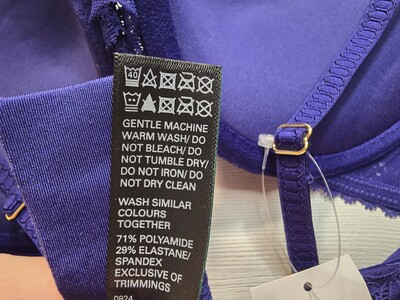 40
GENTLE MACHINE
WARM WASH/ DO
NOT BLEACH/ DO
NOT TUMBLE DRY/
DO NOT IRON/ DO
NOT DRY CLEAN
WASH SIMILAR
COLOURS
TOGETHER
71% POLYAMIDE
29% ELASTANE/
SPANDEX
EXCLUSIVE OF
TRIMMINGS
0824